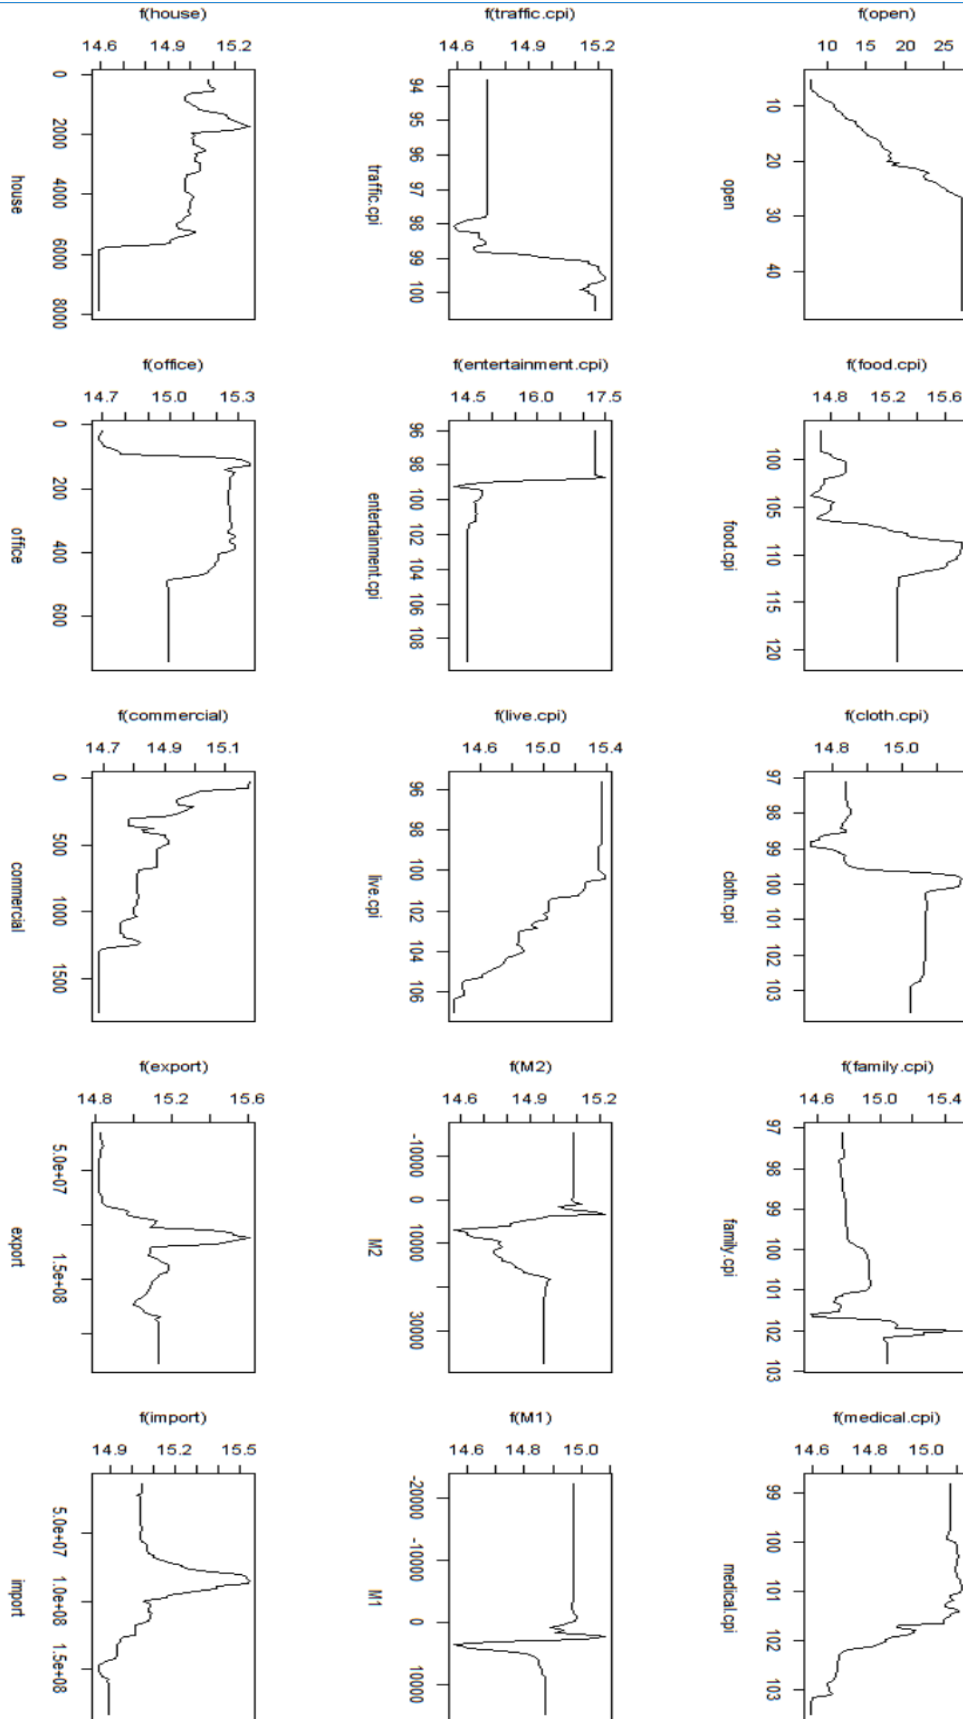 f(house)
14.6 14.9 15.2
0
2000
4000
6000
8000
house
f(traffic.cpi)
14.6 14.9 15.2
94
95
96
97
98
99
100
traffic.cpi
f(open)
10 15 20 25
10
20
30
40
open
f(office)
14.7 15.0 15.3
0
200
400
600
office
f(entertainment.cpi)
14.5 16.0 17.5
96
98
100
102
104
106
108
entertainment.cpi
f(food.cpi)
14.8 15.2 15.6
100
105
110
115
120
food.cpi
f(commercial)
14.7 14.9 15.1
0
500
1000
1500
commercial
f(live.cpi)
14.6 15.0 15.4
96
98
100
102
104
106
live.cpi
f(cloth.cpi)
14.8 15.0
97
98
99
100
101
102
103
cloth.cpi
f(export)
14.8 15.2 15.6
5.0e+07
1.5e+08
export
f(M2)
14.6 14.9 15.2
-10000
0
10000
30000
M2
f(family.cpi)
14.6 15.0 15.4
97
98
99
100
101
102
103
family.cpi
f(import)
14.9 15.2 15.5
5.0e+07
1.0e+08
1.5e+08
import
f(M1)
14.6 14.8 15.0
-20000
-10000
0
10000
M1
f(medical.cpi)
14.6 14.8 15.0
99
100
101
102
103
medical.cpi